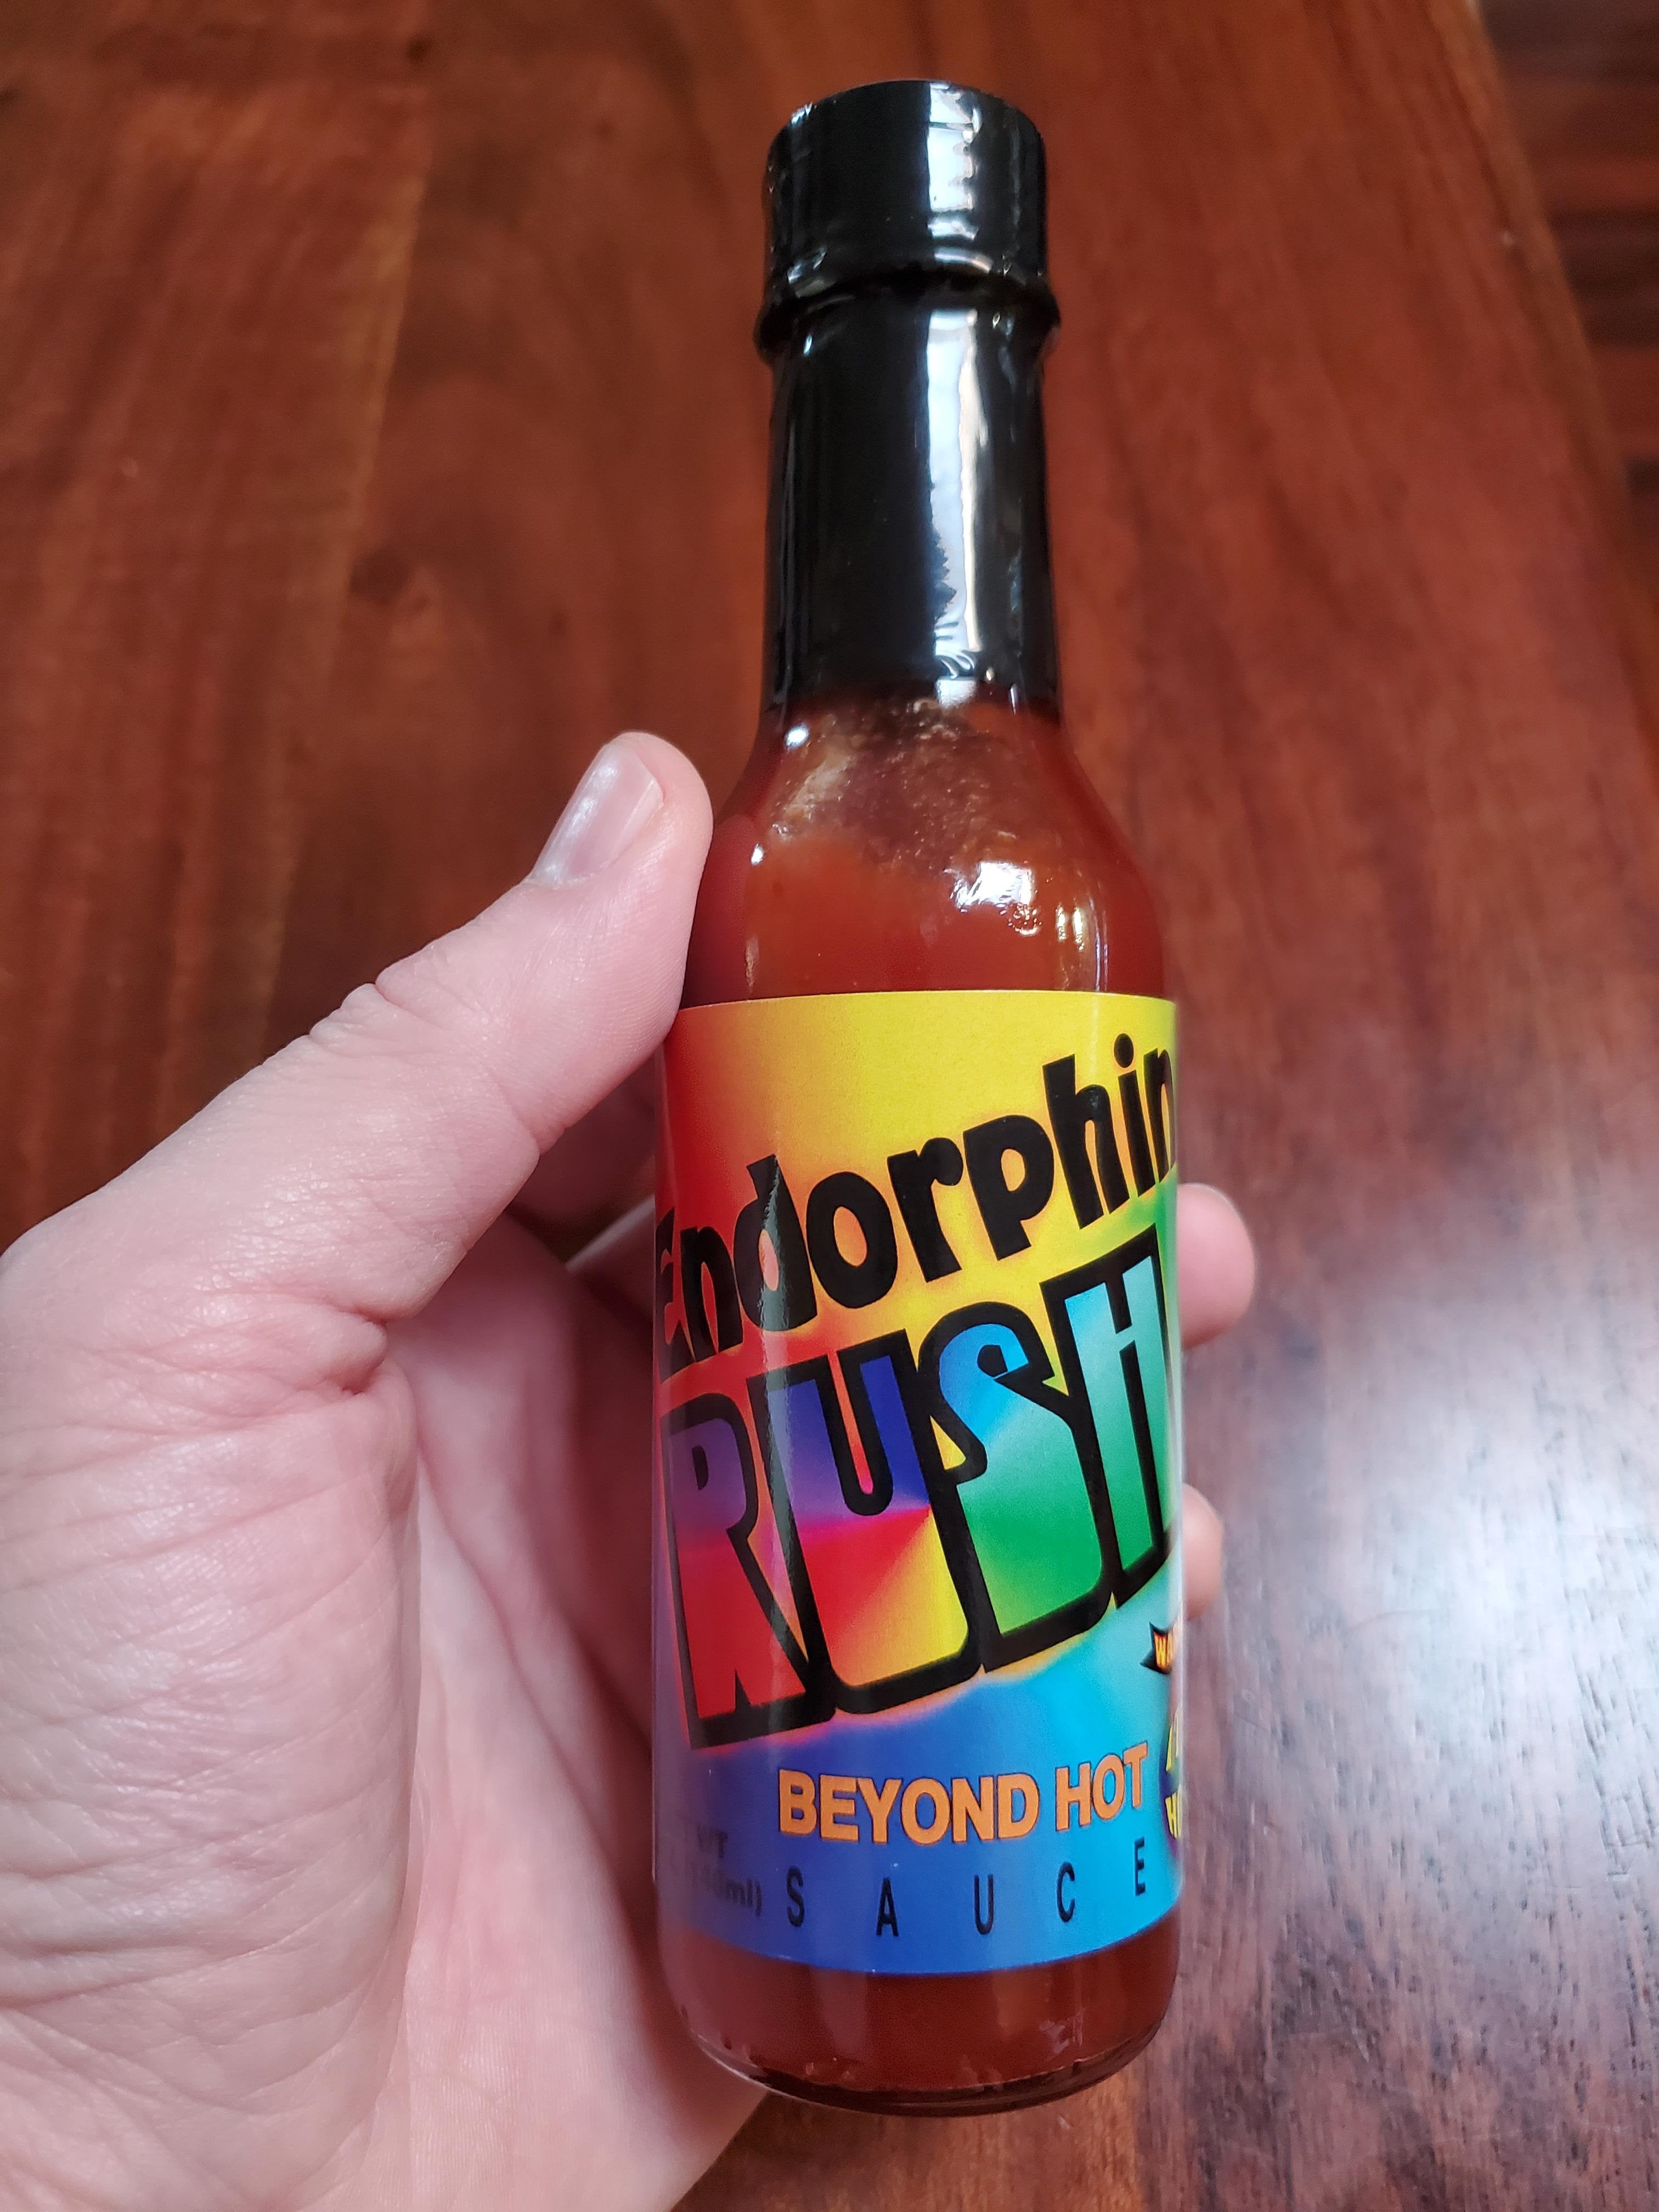 Endorphin
RUSH
BEYOND HOT
SAUCE